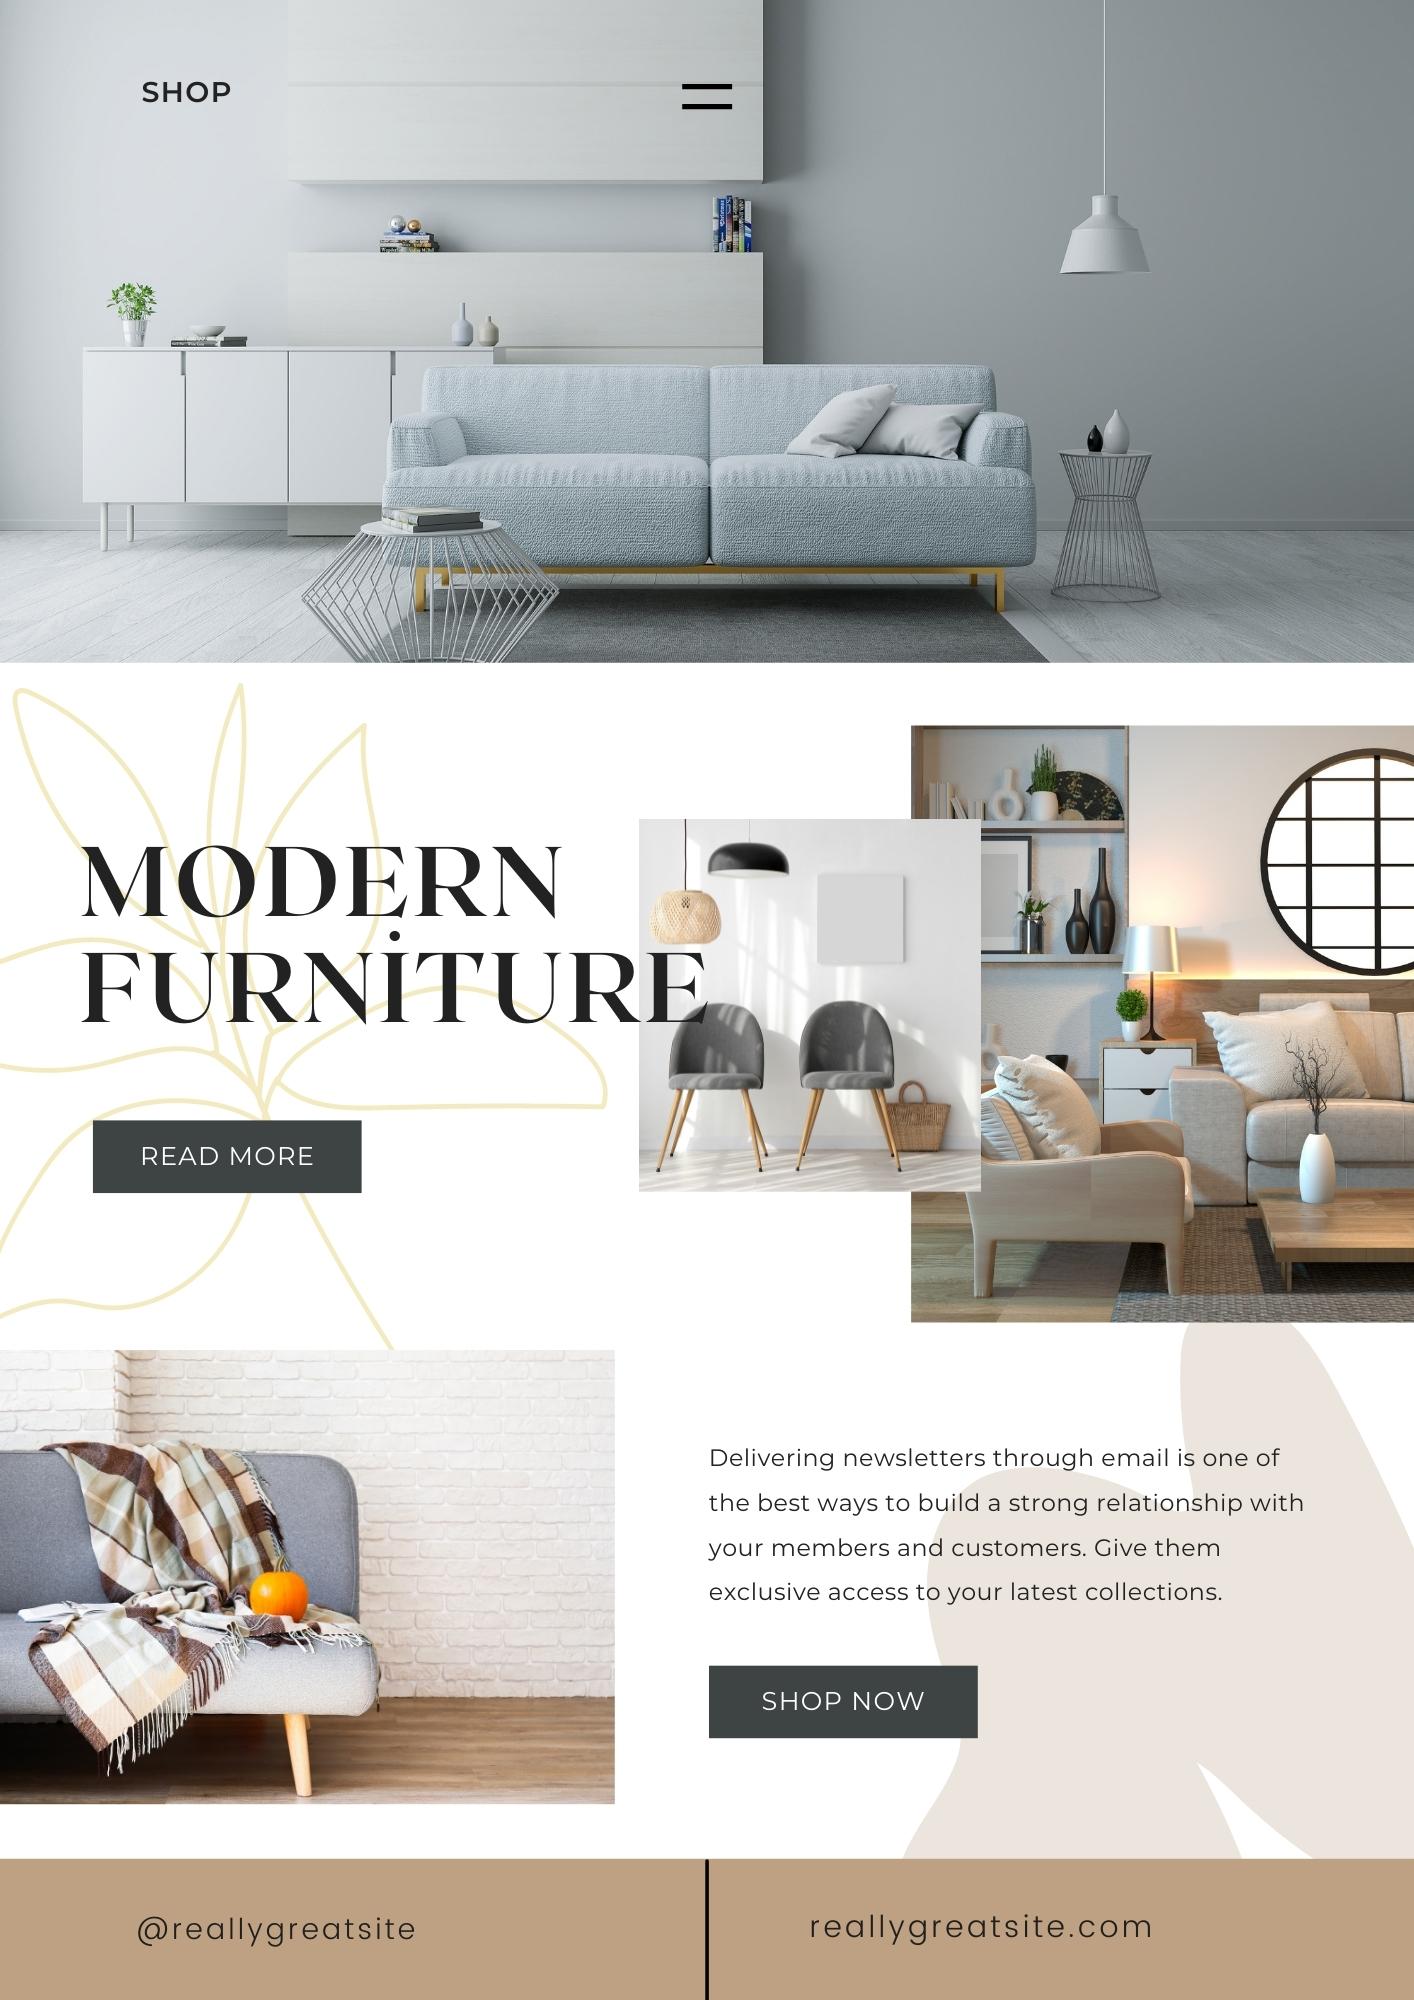 SHOP
MODERN
FURNİTURE
READ MORE
Delivering newsletters through email is one of
the best ways to build a strong relationship with
your members and customers. Give them
exclusive access to your latest collections.
SHOP NOW
@reallygreatsite
reallygreatsite.com